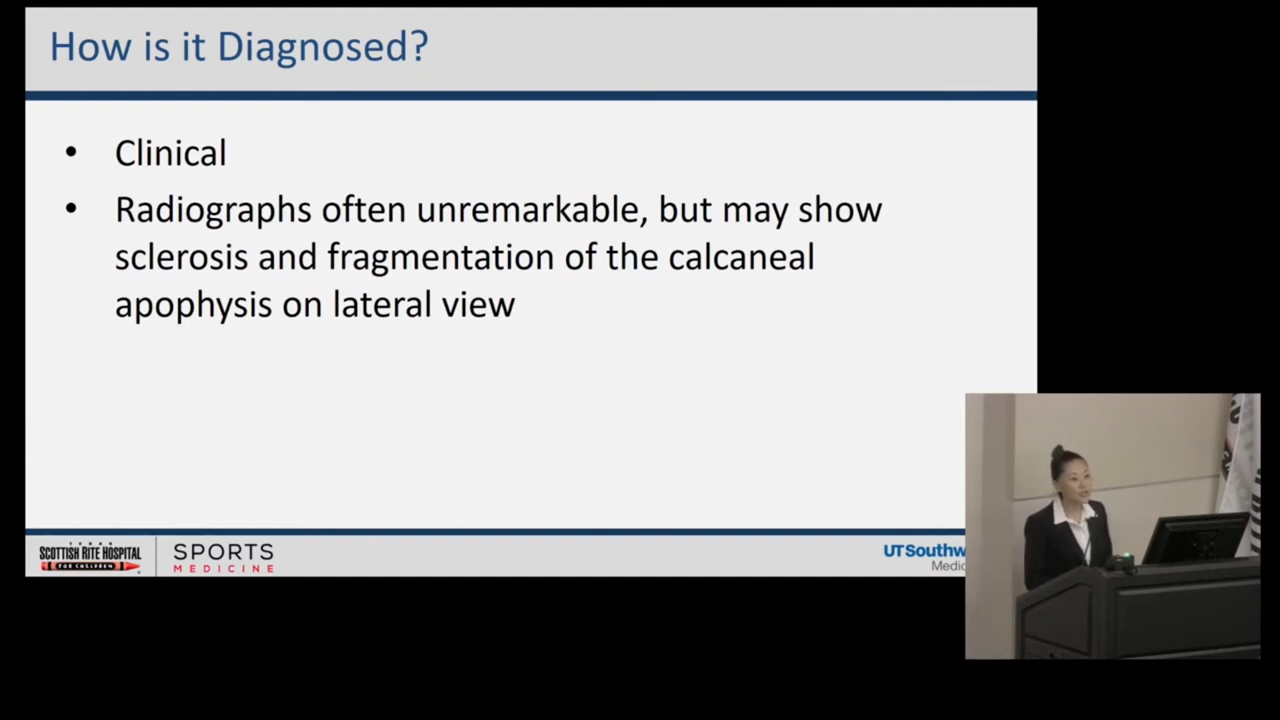 How is it Diagnosed?
• Clinical
• Radiographs often unremarkable, but may show
sclerosis and fragmentation of the calcaneal
apophysis on lateral view
TEXAS
SCOTTISH RITE HOSPITAL
FOR CHILDREN
SPORTS
MEDICINE
UTSouthw
Medic